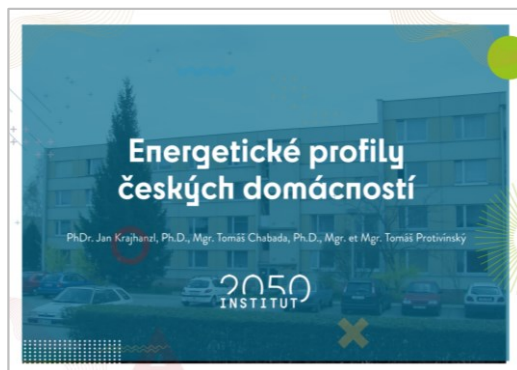 Energetické profily
českých domácností
PhDr. Jan Krajhanzl, Ph.D., Mgr. Tomáš Chabada, Ph.D., Mgr. et Mgr. Tomáš Protivínský
2050
INSTITUT